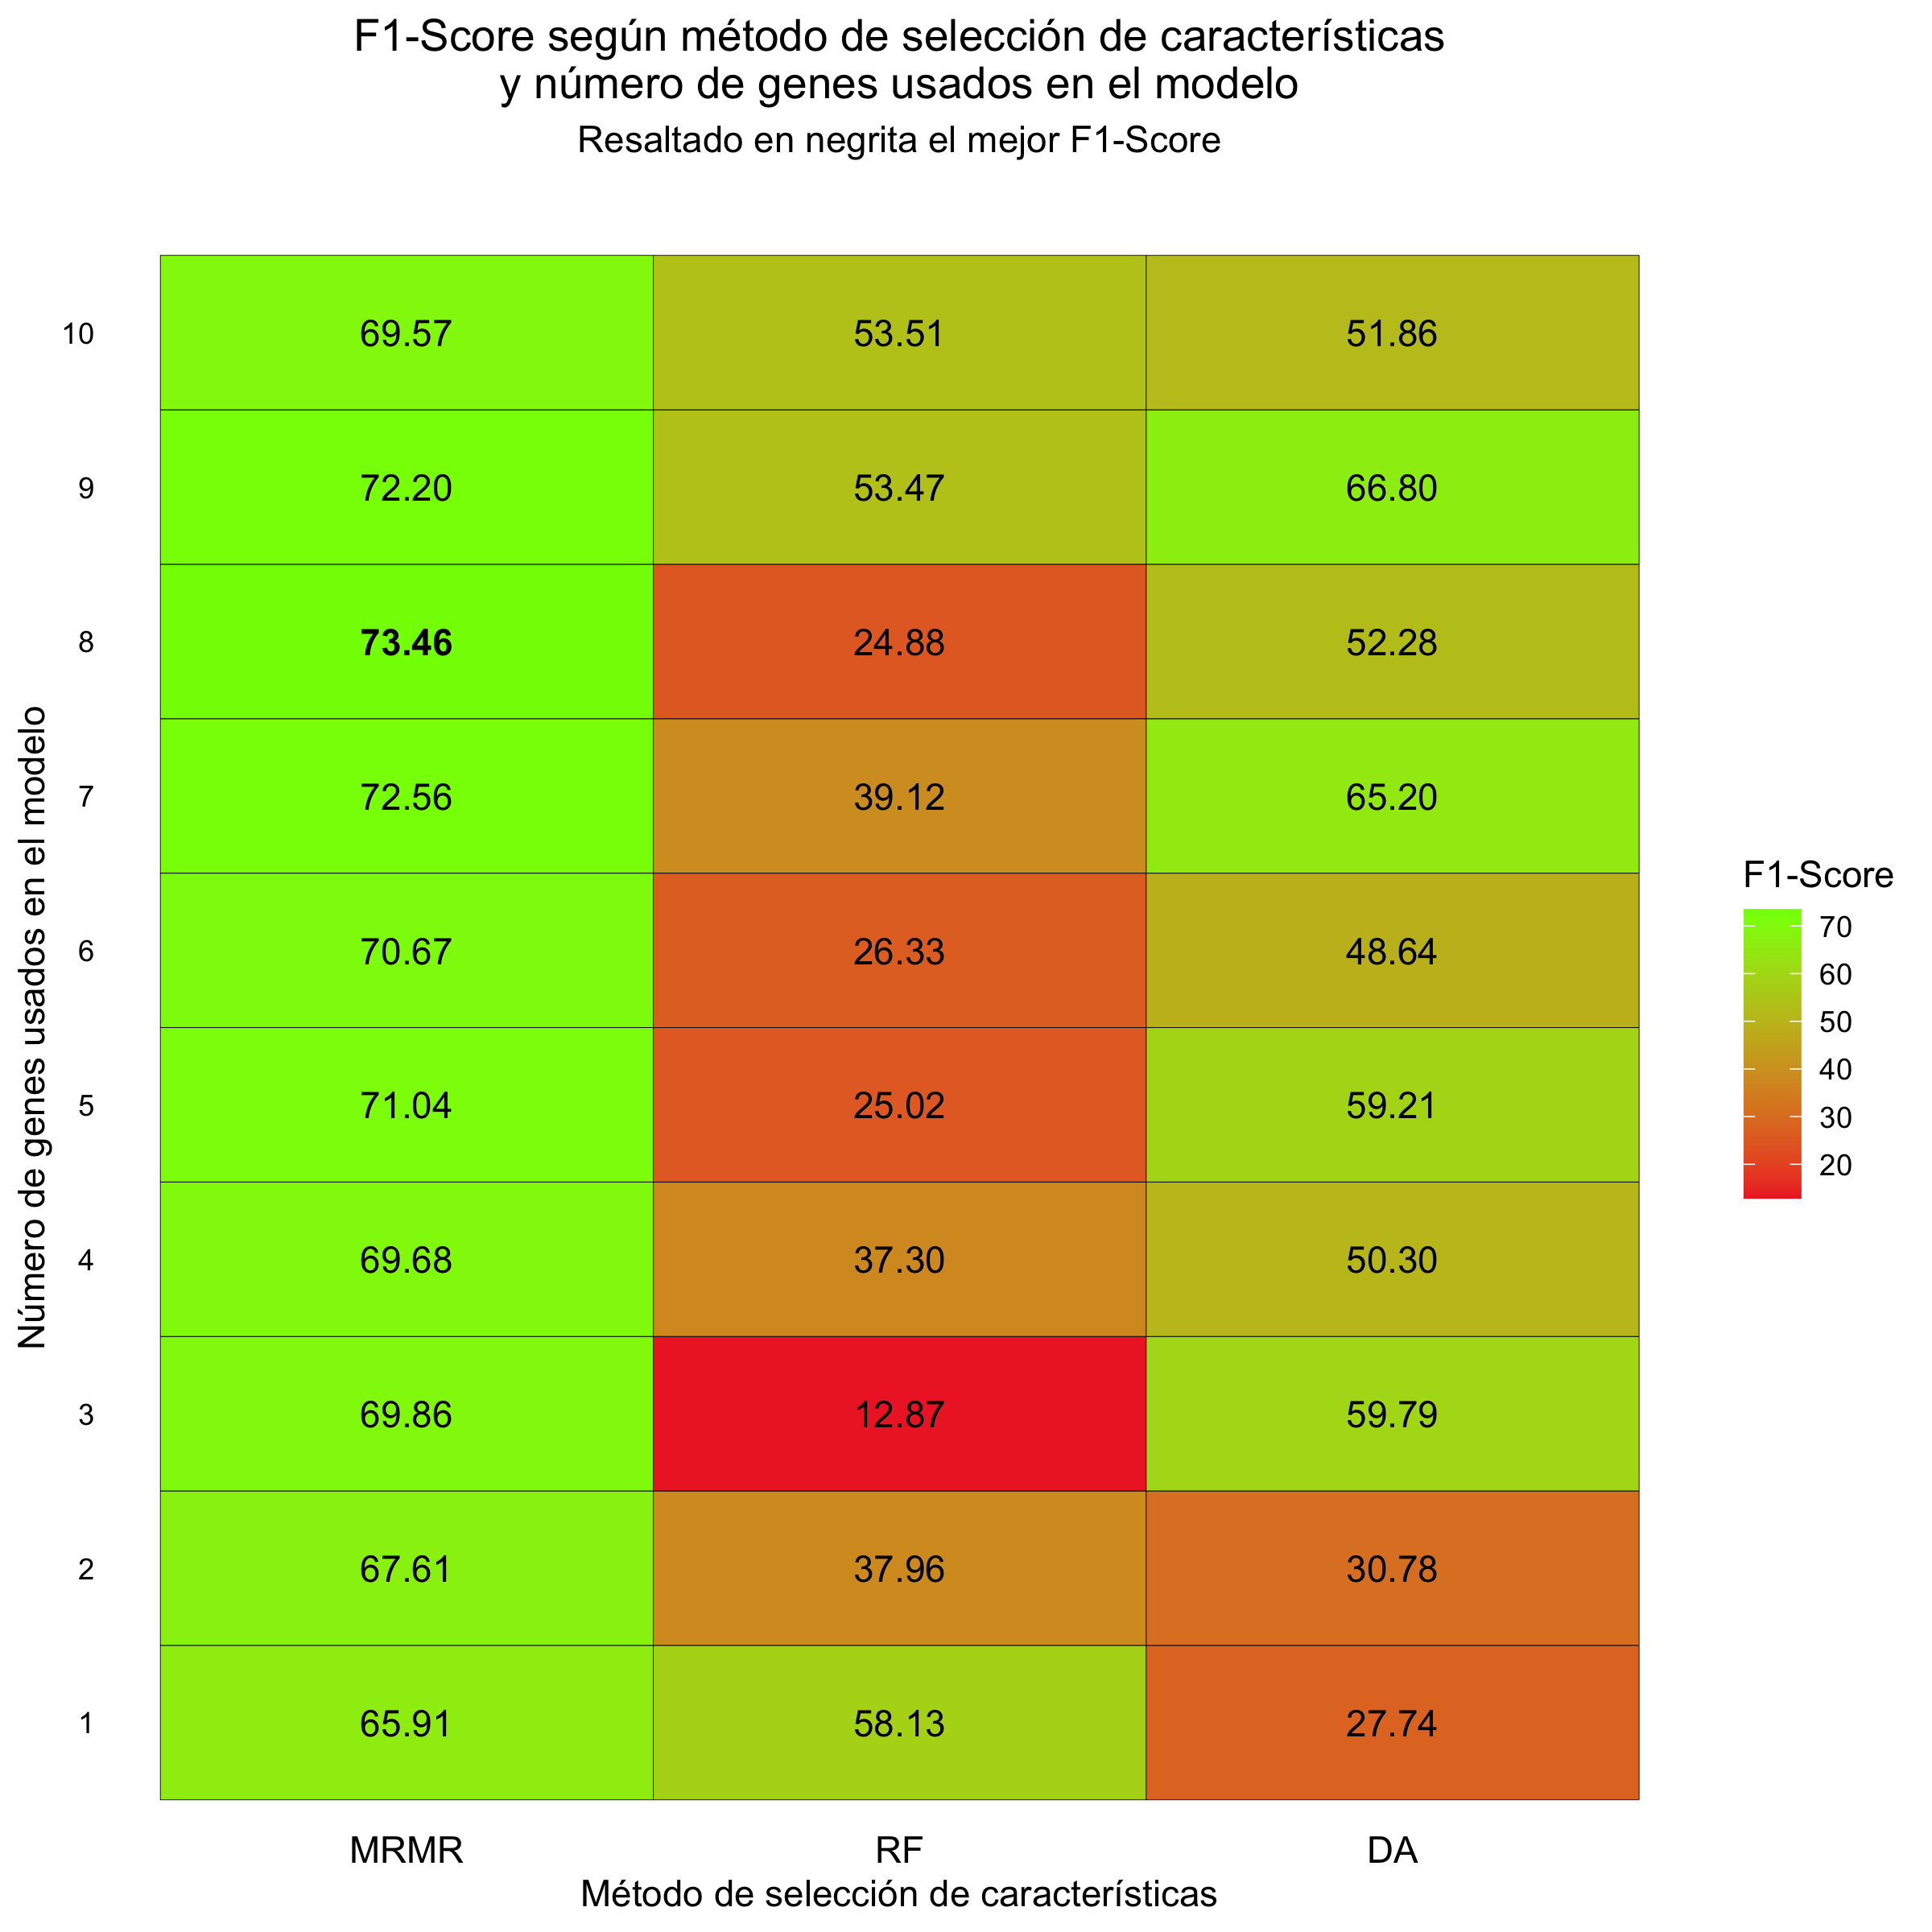 F1-Score según método de selección de características
y número de genes usados en el modelo
Resaltado en negrita el mejor F1-Score
Número de genes usados en el modelo
10 69.57 53.51 51.86
9 72.20 53.47 66.80
8 73.46 24.88 52.28
7 72.56 39.12 65.20
6 70.67 26.33 48.64
5 71.04 25.02 59.21
4 69.68 37.30 50.30
3 69.86 12.87 59.79
2 67.61 37.96 30.78
1 65.91 58.13 27.74
MRMR RF DA
Método de selección de características
F1-Score
70
60
50
40
30
20